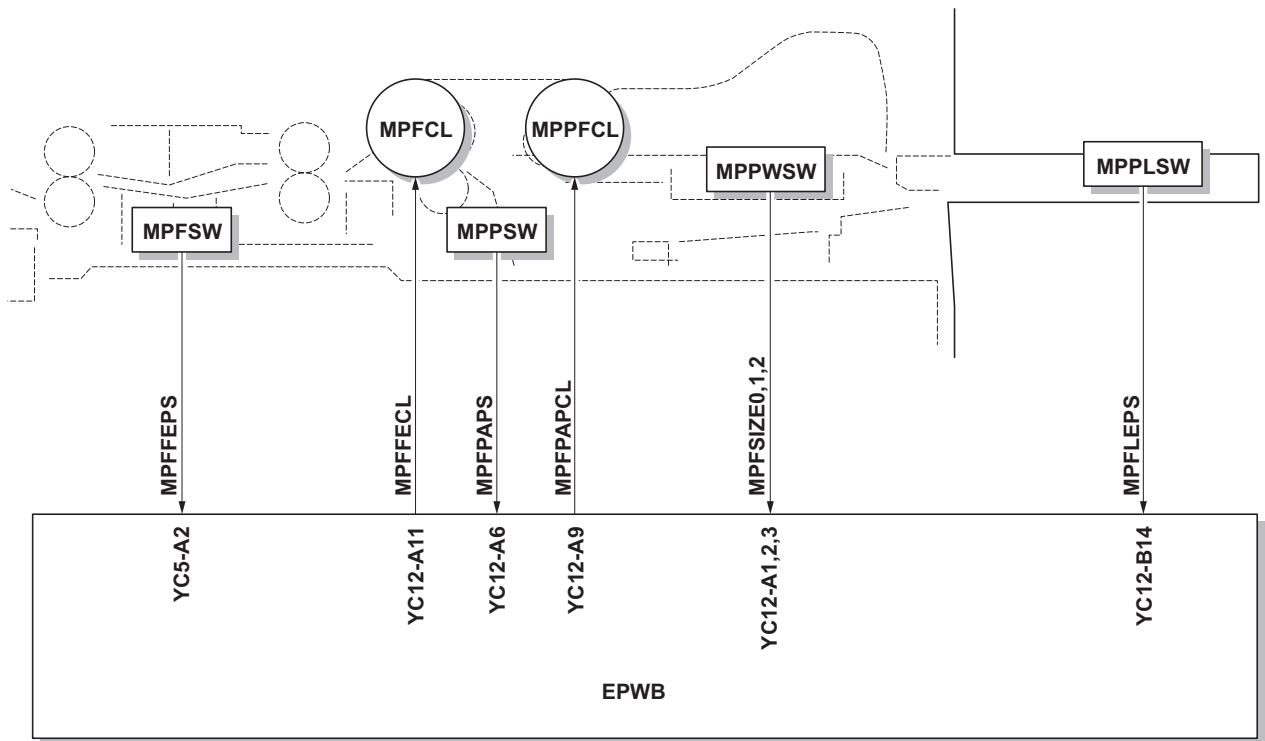 MPFCL
MPPFCL
MPPWSW
MPPLSW
MPFSW
MPPSW
MPFFEPS
MPFFECL
MPFPAPS
MPFPAPCL
MPFSIZE0,1,2
MPFLEPS
YC5-A2
YC12-A11
YC12-A6
YC12-A9
YC12-A1,2,3
YC12-B14
EPWB